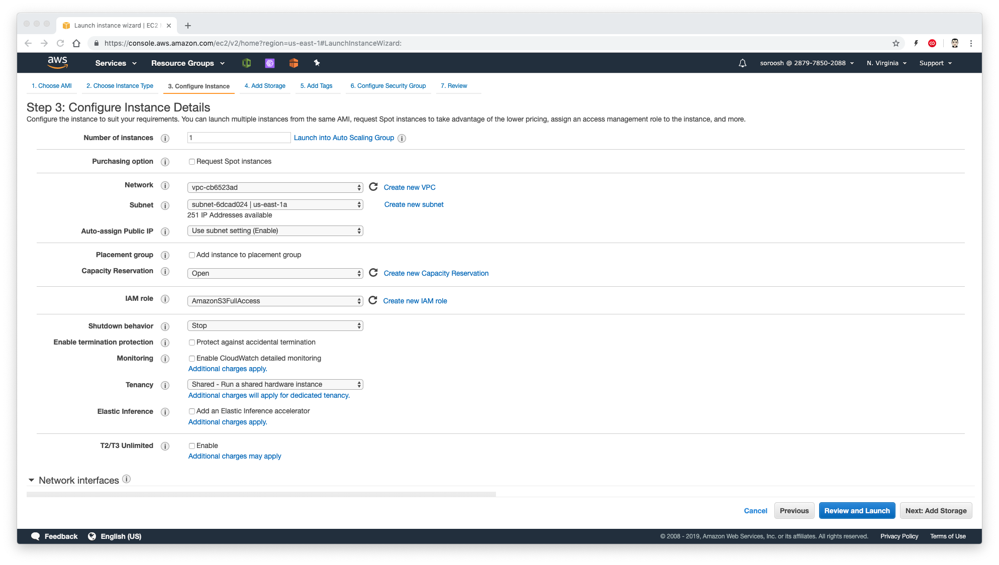 Launch instance wizard | EC2
https://console.aws.amazon.com/ec2/v2/home?region=us-east-1#LaunchInstanceWizard:
aws Services Resource Groups soroosh @ 2879-7850-2088 N. Virginia Support
1. Choose AMI 2. Choose Instance Type 3. Configure Instance 4. Add Storage 5. Add Tags 6. Configure Security Group 7. Review
Step 3: Configure Instance Details
Configure the instance to suit your requirements. You can launch multiple instances from the same AMI, request Spot instances to take advantage of the lower pricing, assign an access management role to the instance, and more.
Number of instances i 1 Launch into Auto Scaling Group i
Purchasing option i Request Spot instances
Network i vpc-cb6523ad Create new VPC
Subnet i subnet-6dcad024 | us-east-1a Create new subnet
251 IP Addresses available
Auto-assign Public IP i Use subnet setting (Enable)
Placement group i Add instance to placement group
Capacity Reservation i Open Create new Capacity Reservation
IAM role i AmazonS3FullAccess Create new IAM role
Shutdown behavior i Stop
Enable termination protection i Protect against accidental termination
Monitoring i Enable CloudWatch detailed monitoring
Additional charges apply.
Tenancy i Shared - Run a shared hardware instance
Additional charges will apply for dedicated tenancy.
Elastic Inference i Add an Elastic Inference accelerator
Additional charges apply.
T2/T3 Unlimited i Enable
Additional charges may apply
Network interfaces i
Cancel Previous Review and Launch Next: Add Storage
Feedback English (US) © 2008 - 2019, Amazon Web Services, Inc. or its affiliates. All rights reserved. Privacy Policy Terms of Use